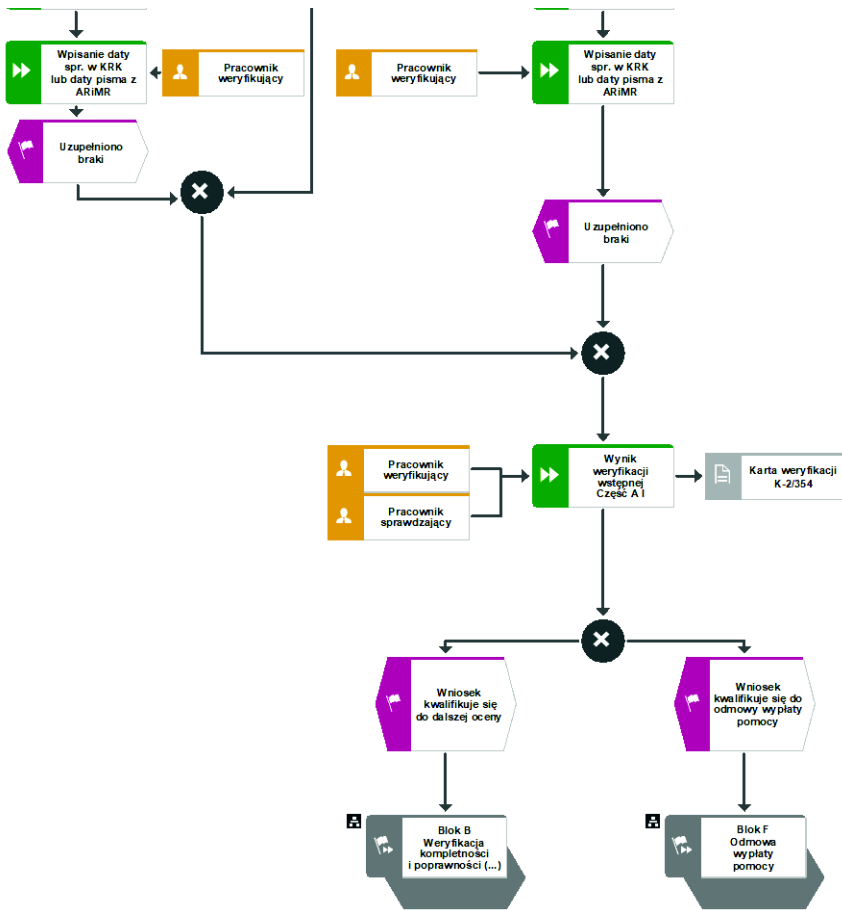 Wpisanie daty
spr. w KRK
lub daty pisma z
ARiMR
Pracownik
weryfikujący
Pracownik
weryfikujący
Wpisanie daty
spr. w KRK
lub daty pisma z
ARiMR
Uzupełniono
braki
Uzupełniono
braki
Pracownik
weryfikujący
Pracownik
sprawdzający
Wynik
weryfikacji
wstępnej
Część A I
Karta weryfikacji
K-2/354
Wniosek
kwalifikuje się
do dalszej oceny
Wniosek
kwalifikuje się do
odmowy wypłaty
pomocy
Blok B
Weryfikacja
kompletności
i poprawności (...)
Blok F
Odmowa
wypłaty
pomocy